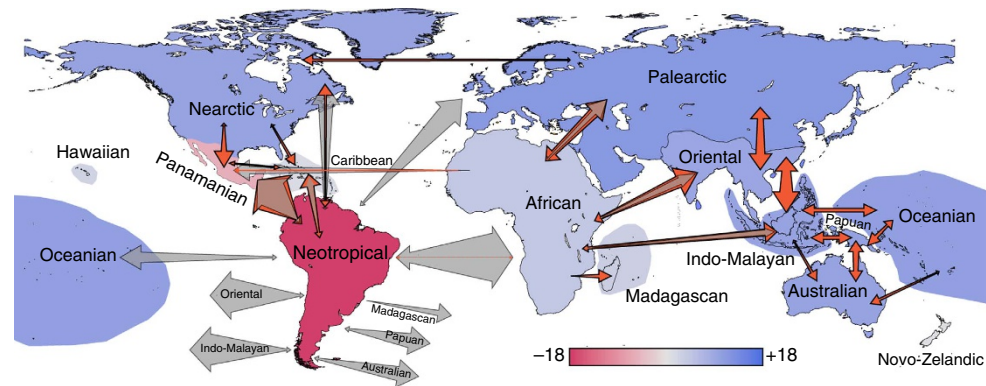 Palearctic
Nearctic
Hawaiian
Panamanian
Caribbean
Oriental
African
Papuan
Oceanian
Oceanian
Neotropical
Indo-Malayan
Oriental
Madagascan
Madagascan
Australian
Papuan
Indo-Malayan
Australian
−18
+18
Novo-Zelandic